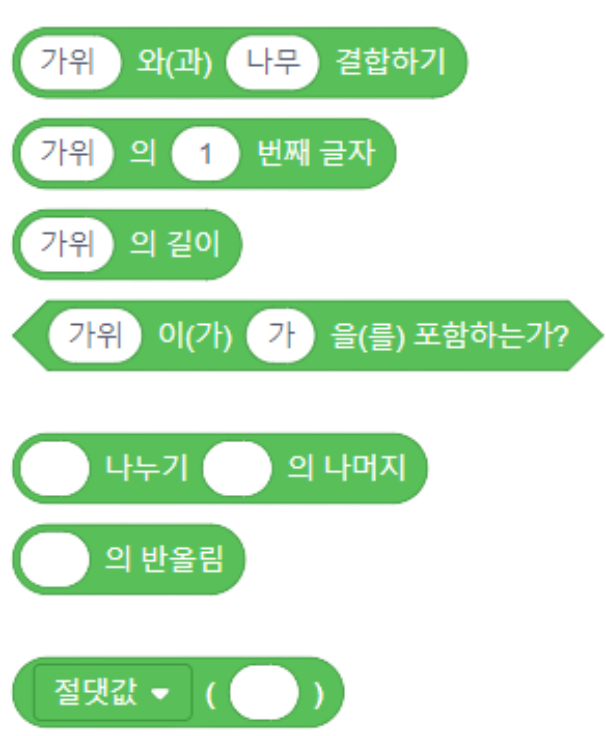 가위 와(과) 나무 결합하기
가위 의 1 번째 글자
가위 의 길이
가위 이(가) 가 을(를) 포함하는가?
나누기 의 나머지
의 반올림
절댓값 ( )